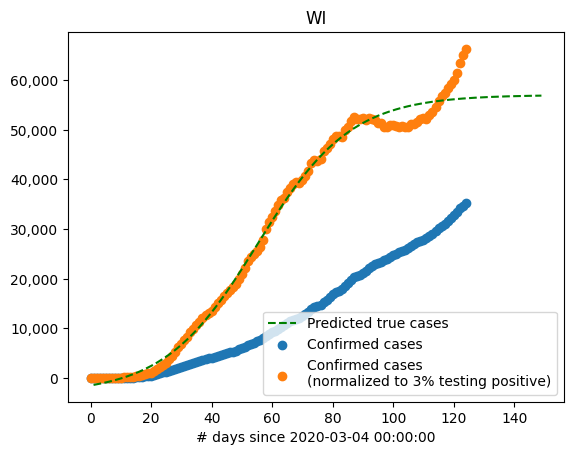 WI
60,000
50,000
40,000
30,000
20,000
10,000
0
Predicted true cases
Confirmed cases
Confirmed cases
(normalized to 3% testing positive)
0 20 40 60 80 100 120 140
# days since 2020-03-04 00:00:00